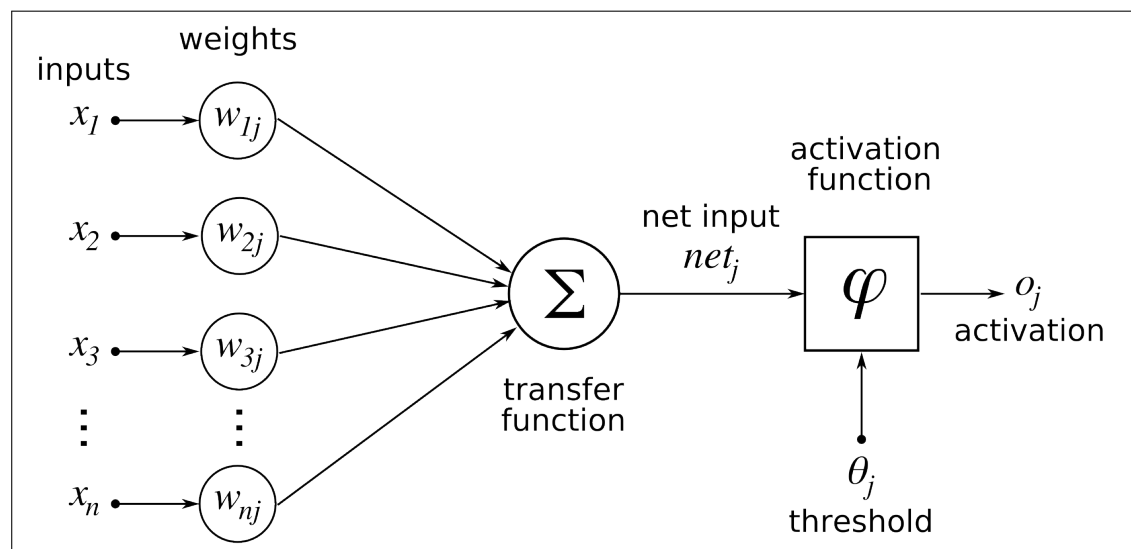 weights
inputs
x₁
w₁ⱼ
x₂
w₂ⱼ
x₃
w₃ⱼ
⋮ ⋮
xₙ
wₙⱼ
Σ
transfer
function
net input
netⱼ
activation
function
φ
oⱼ
activation
θⱼ
threshold